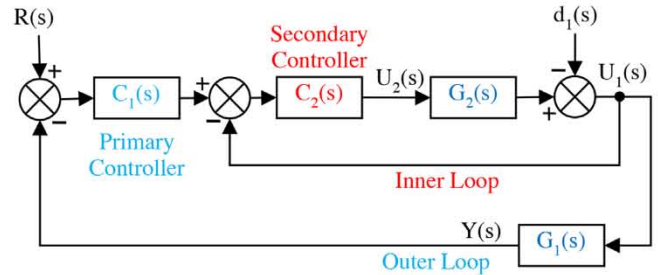 R(s)
d₁(s)
Secondary
Controller
+
C₁(s)
+
C₂(s)
U₂(s)
G₂(s)
−
U₁(s)
−
−
+
Primary
Controller
Inner Loop
Y(s)
G₁(s)
Outer Loop